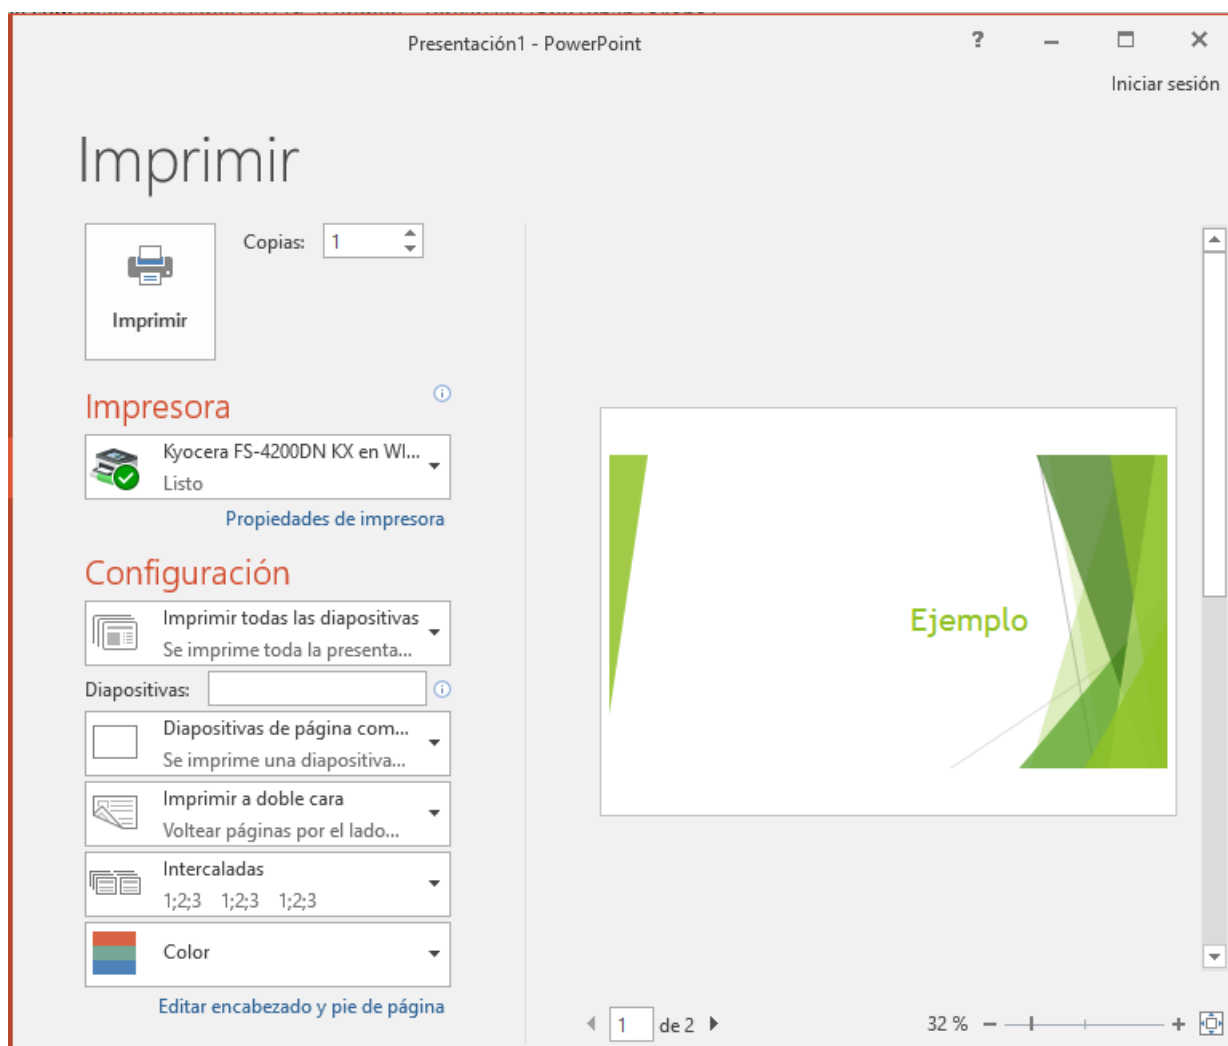 Presentación1 - PowerPoint
?
Iniciar sesión
Imprimir
Copias: 1
Imprimir
Impresora
Kyocera FS-4200DN KX en WI...
Listo
Propiedades de impresora
Configuración
Imprimir todas las diapositivas
Se imprime toda la presenta...
Diapositivas:
Diapositivas de página com...
Se imprime una diapositiva...
Imprimir a doble cara
Voltear páginas por el lado...
Intercaladas
1;2;3 1;2;3 1;2;3
Color
Editar encabezado y pie de página
Ejemplo
1 de 2
32 %